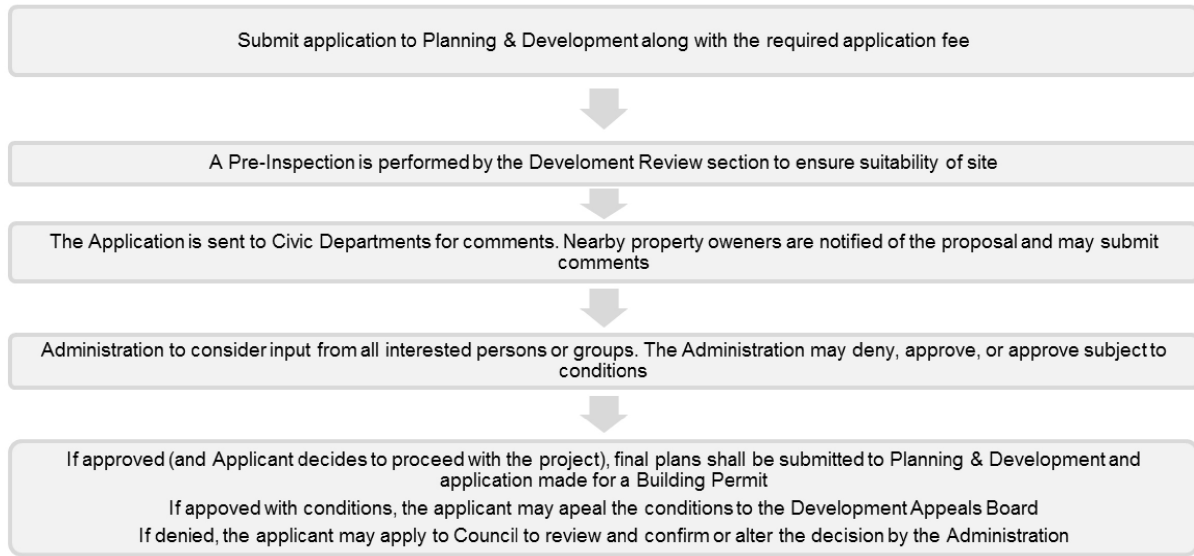 Submit application to Planning & Development along with the required application fee
A Pre-Inspection is performed by the Develoment Review section to ensure suitability of site
The Application is sent to Civic Departments for comments. Nearby property oweners are notified of the proposal and may submit
comments
Administration to consider input from all interested persons or groups. The Administration may deny, approve, or approve subject to
conditions
If approved (and Applicant decides to proceed with the project), final plans shall be submitted to Planning & Development and
application made for a Building Permit
If appoved with conditions, the applicant may apeal the conditions to the Development Appeals Board
If denied, the applicant may apply to Council to review and confirm or alter the decision by the Administration